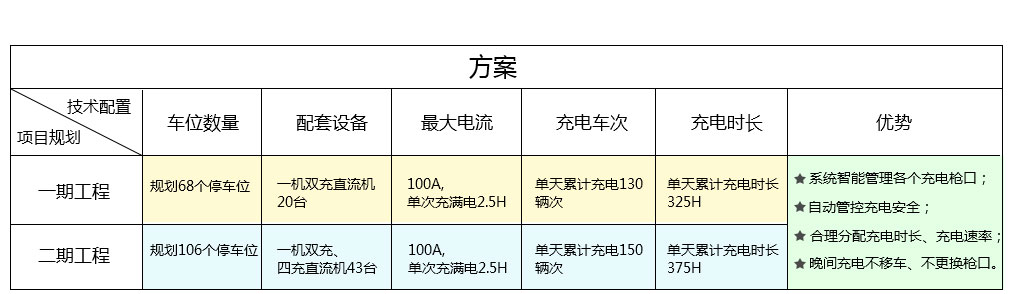 方案
技术配置
项目规划
车位数量
配套设备
最大电流
充电车次
充电时长
优势
一期工程
规划68个停车位
一机双充直流机
20台
100A,
单次充满电2.5H
单天累计充电130
辆次
单天累计充电时长
325H
★系统智能管理各个充电枪口；
★自动管控充电安全；
★合理分配充电时长、充电速率；
★晚间充电不移车、不更换枪口。
二期工程
规划106个停车位
一机双充、
四充直流机43台
100A,
单次充满电2.5H
单天累计充电150
辆次
单天累计充电时长
375H